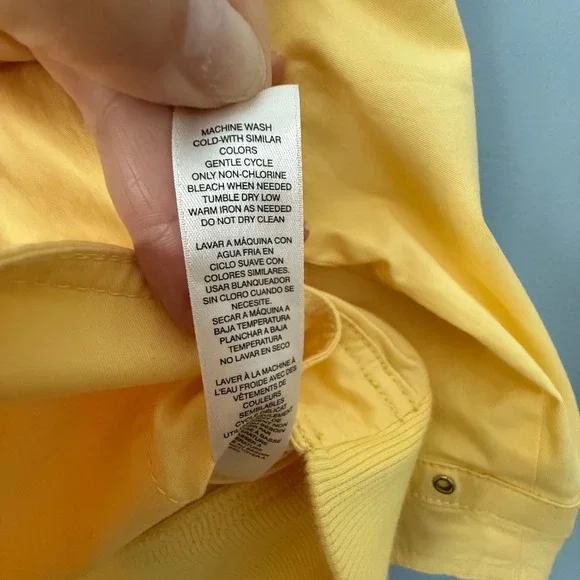 MACHINE WASH
COLD-WITH SIMILAR
COLORS
GENTLE CYCLE
ONLY NON-CHLORINE
BLEACH WHEN NEEDED
TUMBLE DRY LOW
WARM IRON AS NEEDED
DO NOT DRY CLEAN
LAVAR A MÁQUINA CON
AGUA FRIA EN
CICLO SUAVE CON
COLORES SIMILARES.
USAR BLANQUEADOR
SIN CLORO CUANDO SE
NECESITE.
SECAR A MÁQUINA A
BAJA TEMPERATURA
PLANCHAR A BAJA
TEMPERATURA
NO LAVAR EN SECO
LAVER À LA MACHINE À
L'EAU FROIDE AVEC DES
VÊTEMENTS DE
COULEURS
SEMBLABLES